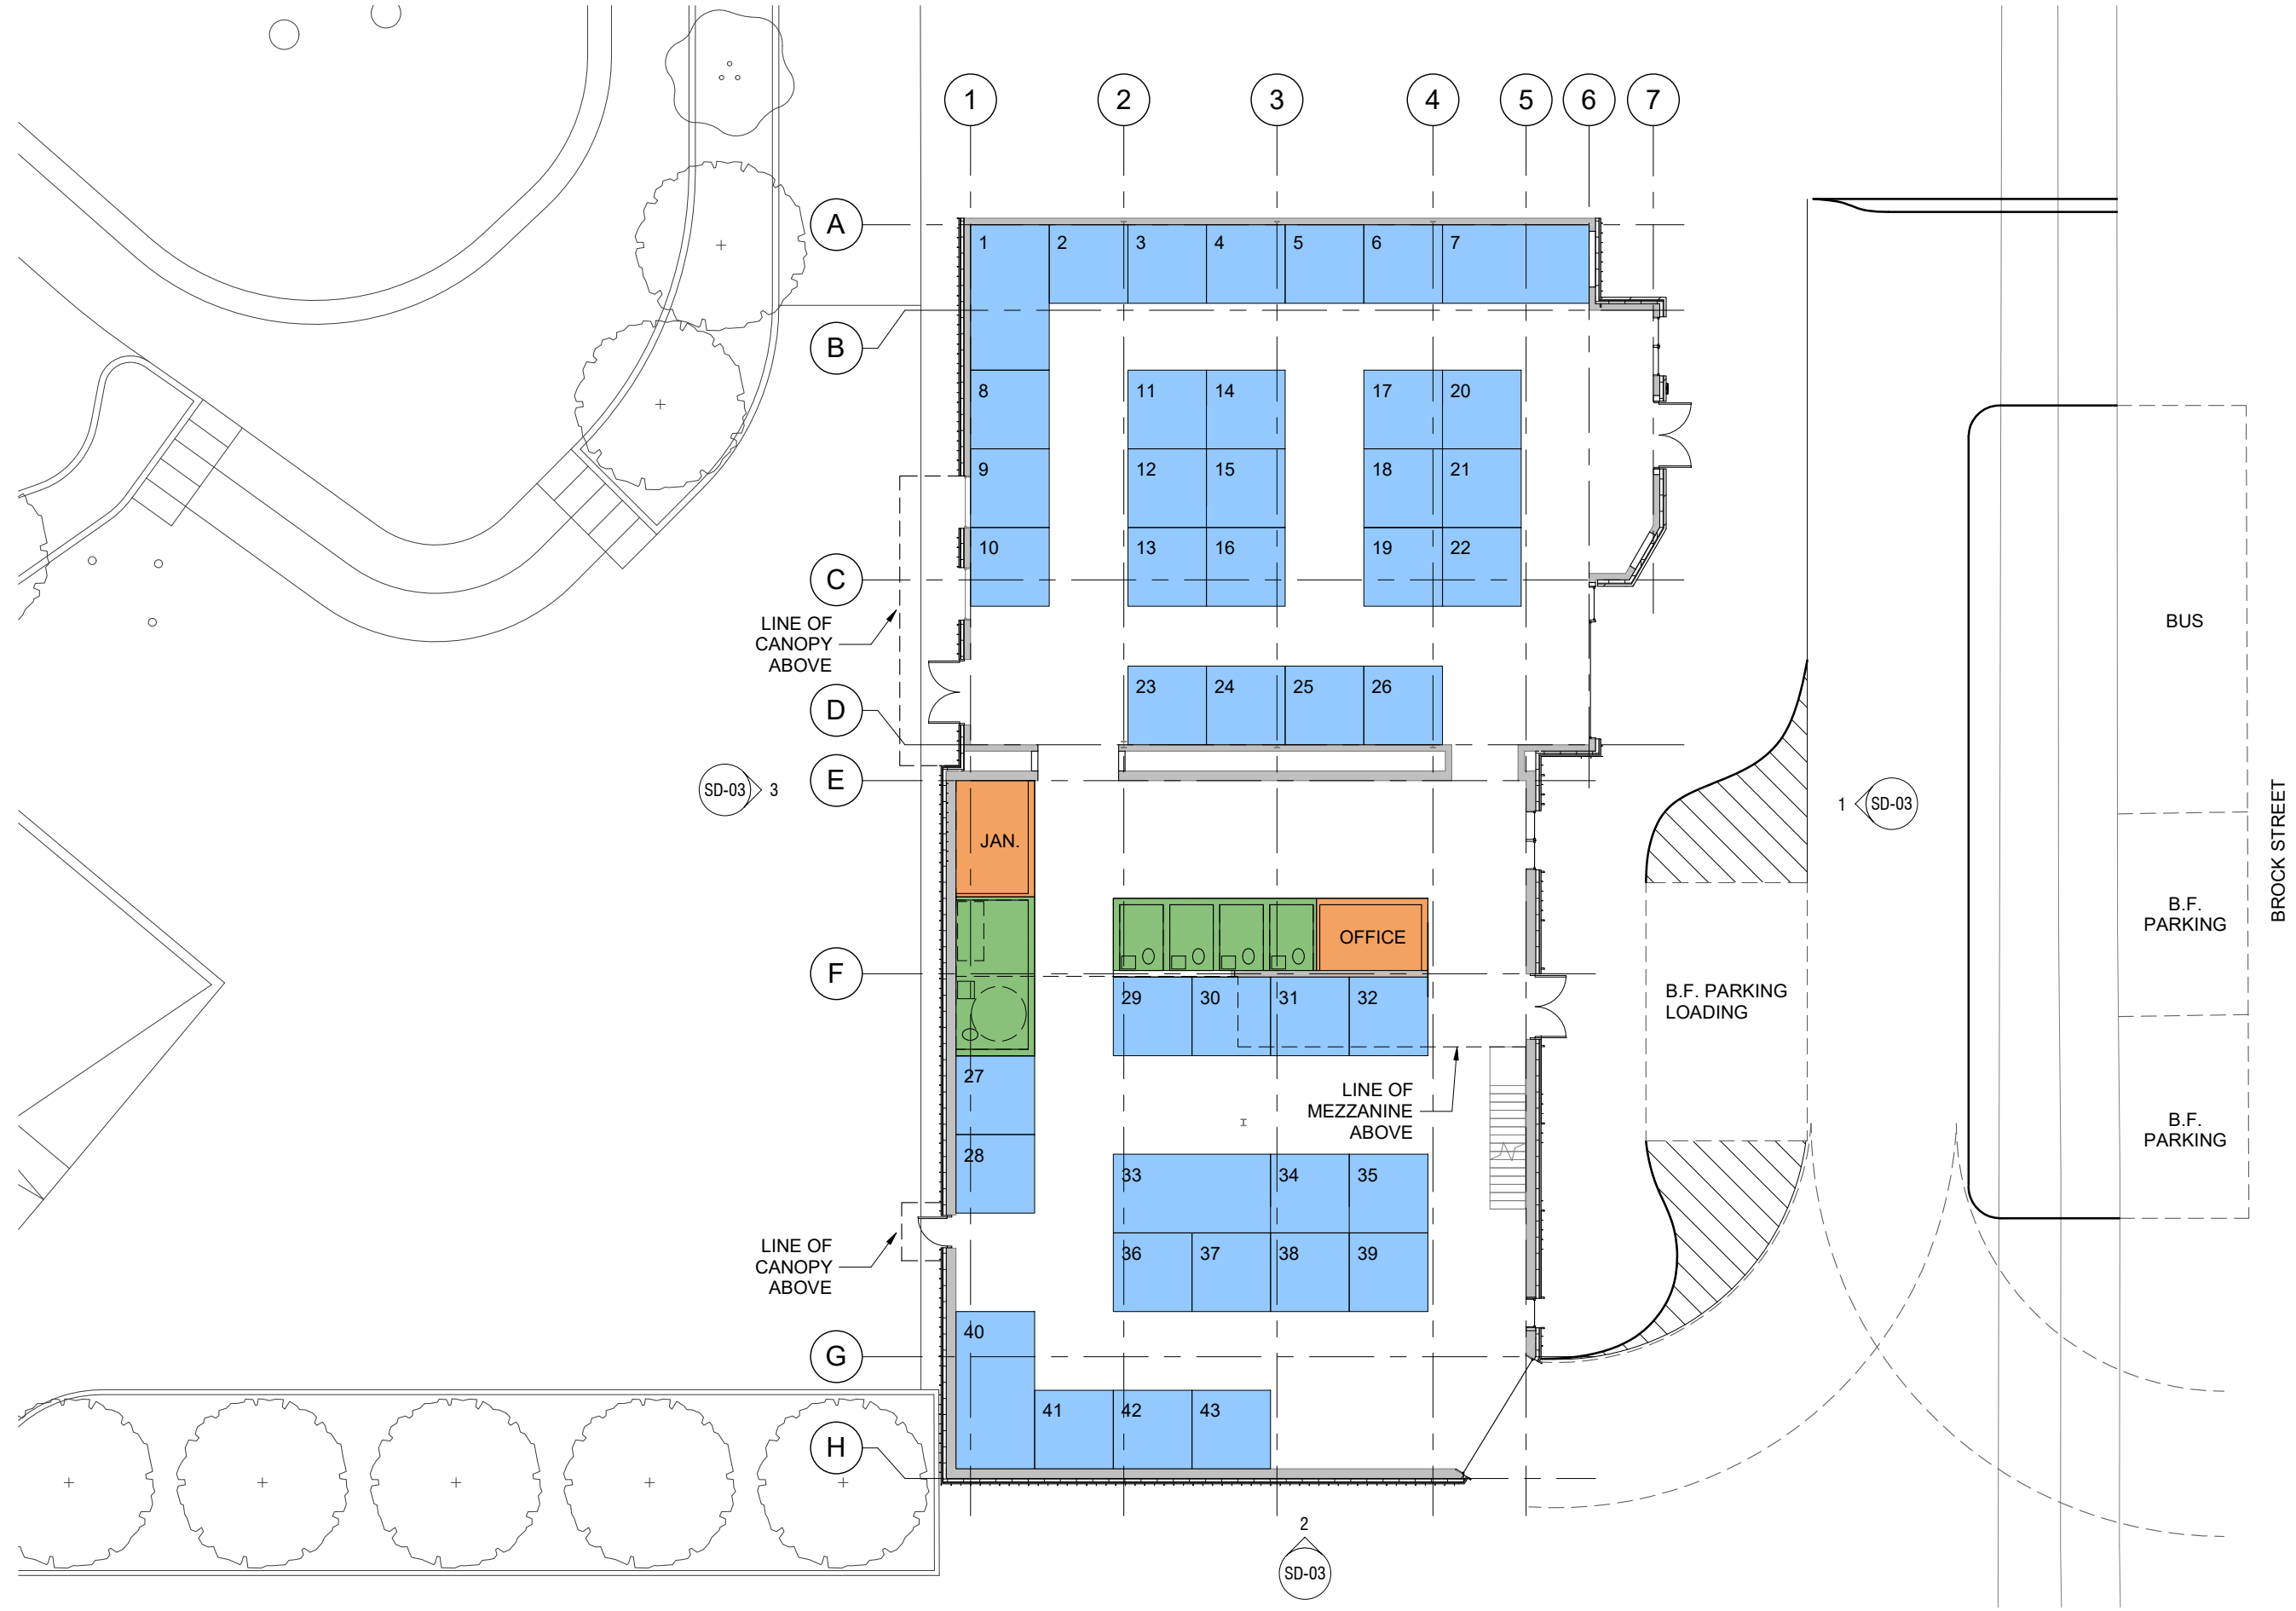 1 2 3 4 5 6 7
A
1 2 3 4 5 6 7
B
8 11 14 17 20
9 12 15 18 21
10 13 16 19 22
C
LINE OF
CANOPY
ABOVE
BUS
23 24 25 26
D
E
SD-03 3
1 SD-03
JAN.
BROCK STREET
B.F.
PARKING
OFFICE
F
29 30 31 32
B.F. PARKING
LOADING
27
LINE OF
MEZZANINE
ABOVE
B.F.
PARKING
28
33 34 35
LINE OF
CANOPY
ABOVE
36 37 38 39
40
G
41 42 43
H
2
SD-03